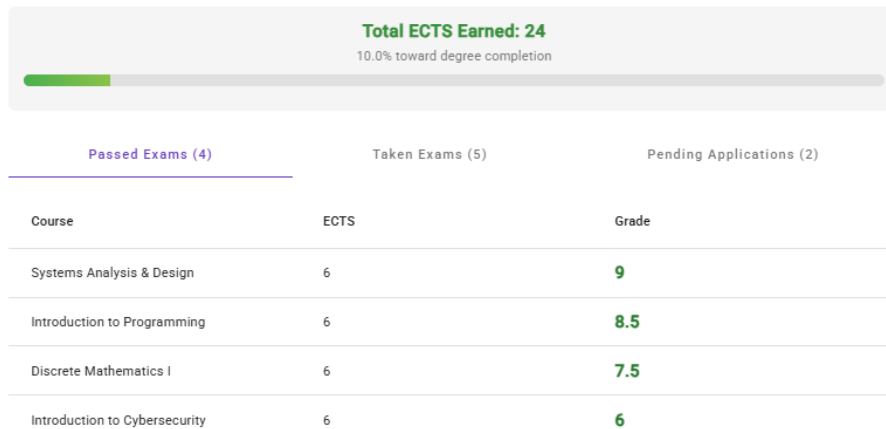 Total ECTS Earned: 24
10.0% toward degree completion
Passed Exams (4) Taken Exams (5) Pending Applications (2)
Course ECTS Grade
Systems Analysis & Design 6 9
Introduction to Programming 6 8.5
Discrete Mathematics I 6 7.5
Introduction to Cybersecurity 6 6